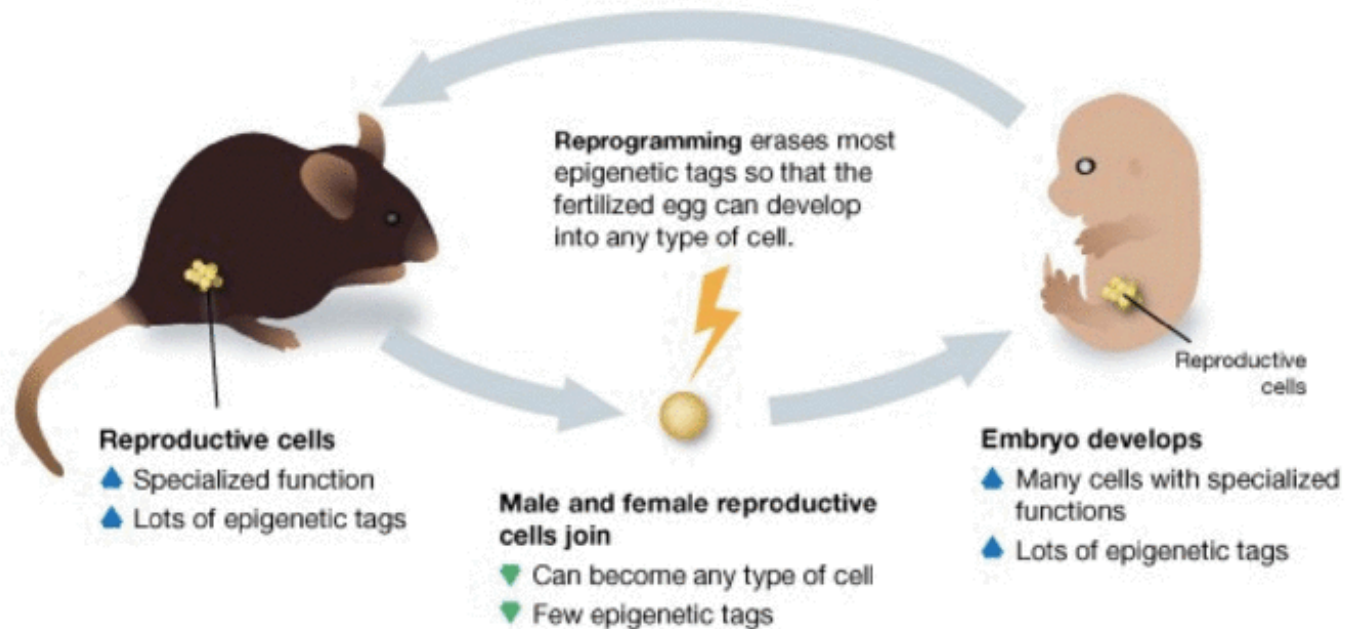 Reprogramming erases most
epigenetic tags so that the
fertilized egg can develop
into any type of cell.
Reproductive
cells
Reproductive cells
Specialized function
Lots of epigenetic tags
Male and female reproductive
cells join
Can become any type of cell
Few epigenetic tags
Embryo develops
Many cells with specialized
functions
Lots of epigenetic tags